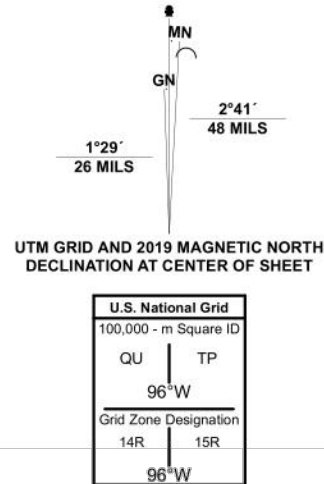 MN
GN
2°41´
48 MILS
1°29´
26 MILS
UTM GRID AND 2019 MAGNETIC NORTH
DECLINATION AT CENTER OF SHEET
U.S. National Grid
100,000 - m Square ID
QU TP
96°W
Grid Zone Designation
14R 15R
96°W